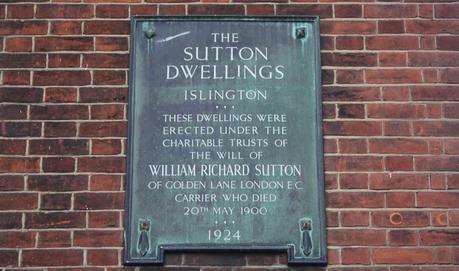 THE
SUTTON
DWELLINGS
ISLINGTON
THESE DWELLINGS WERE
ERECTED UNDER THE
CHARITABLE TRUSTS OF
THE WILL OF
WILLIAM RICHARD SUTTON
OF GOLDEN LANE LONDON E.C.
CARRIER WHO DIED
20TH MAY 1900
1924